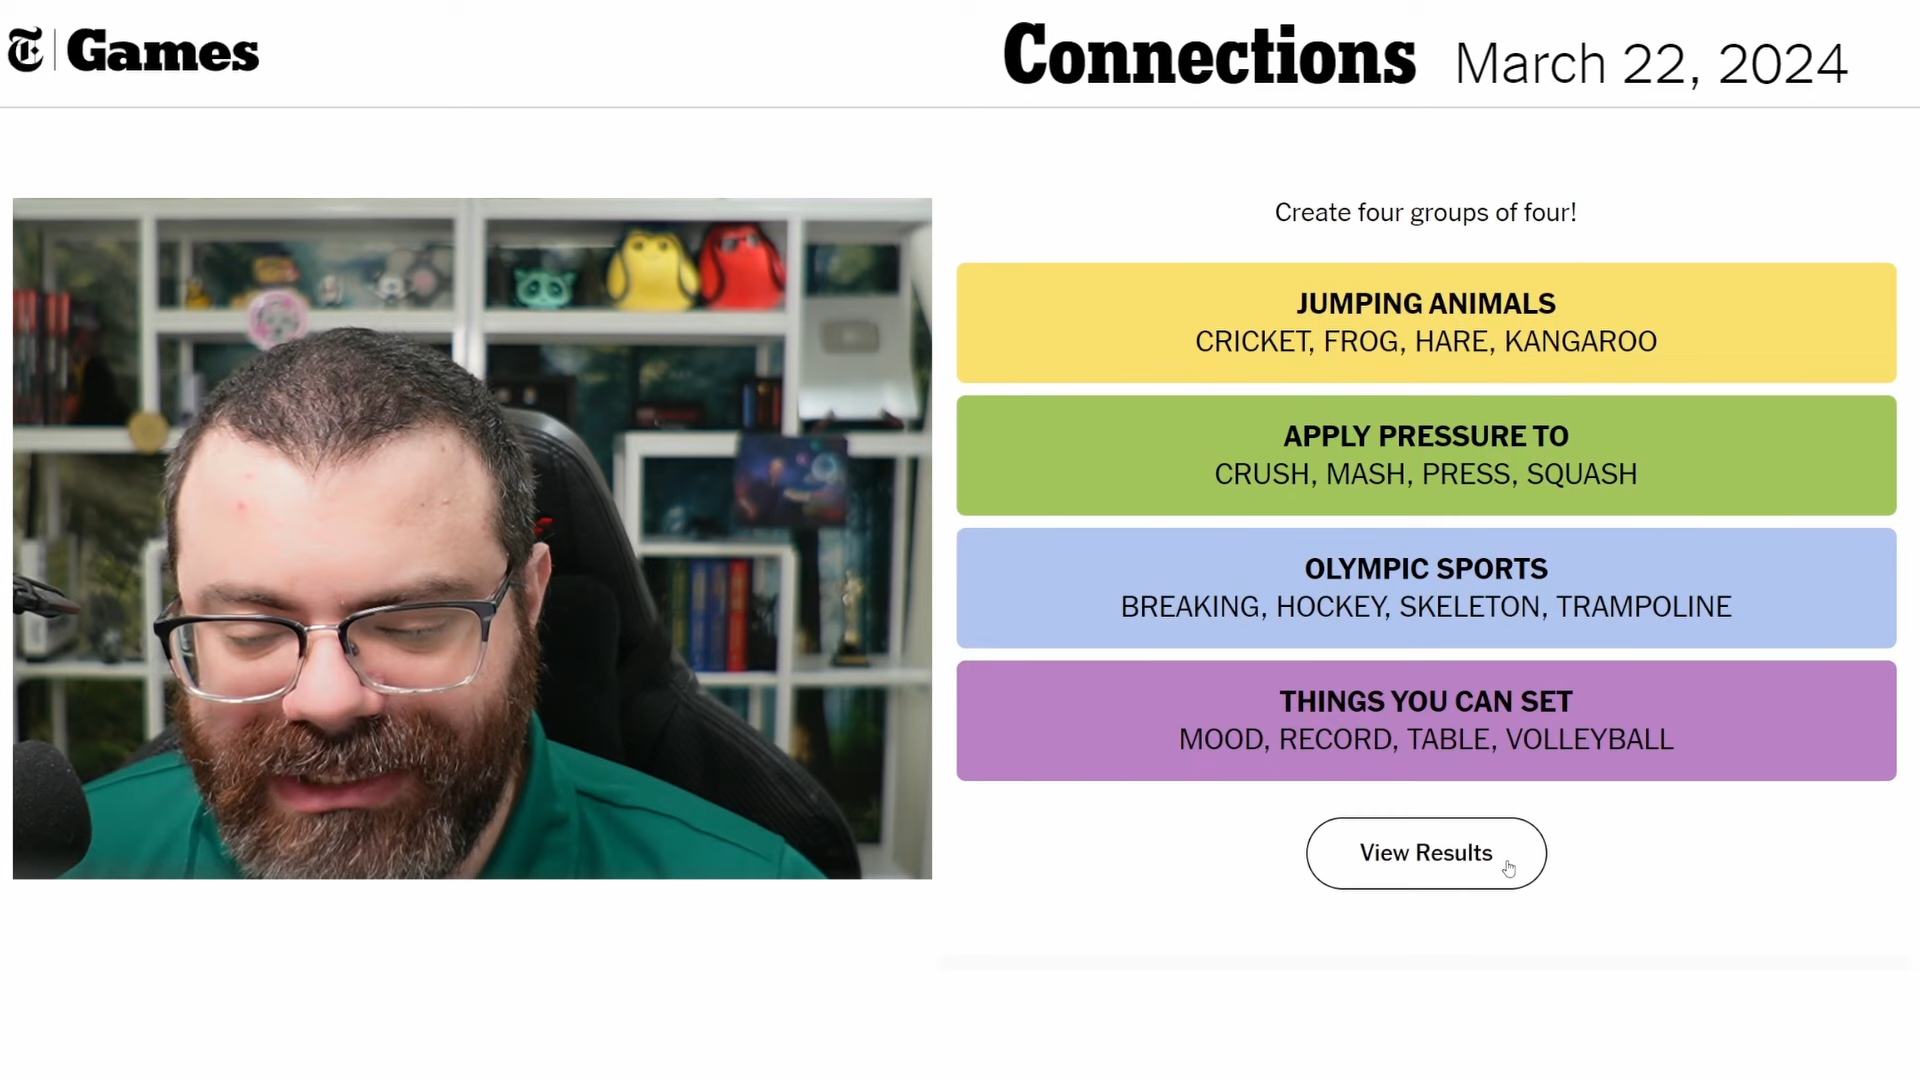 Games
Connections March 22, 2024
Create four groups of four!
JUMPING ANIMALS
CRICKET, FROG, HARE, KANGAROO
APPLY PRESSURE TO
CRUSH, MASH, PRESS, SQUASH
OLYMPIC SPORTS
BREAKING, HOCKEY, SKELETON, TRAMPOLINE
THINGS YOU CAN SET
MOOD, RECORD, TABLE, VOLLEYBALL
View Results